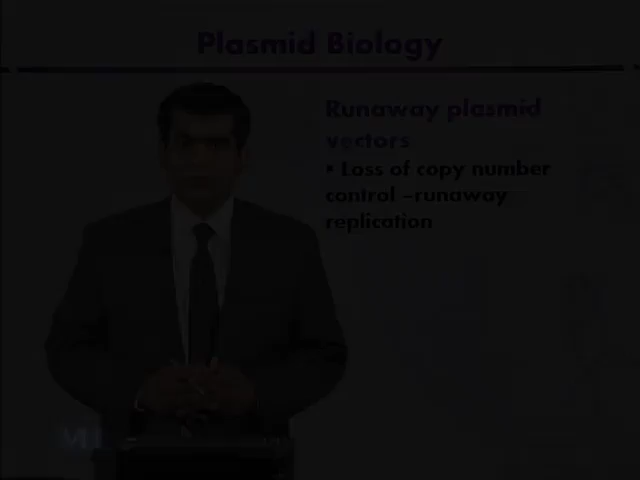 Plasmid Biology
Runaway plasmid
vectors
• Loss of copy number
control –runaway
replication